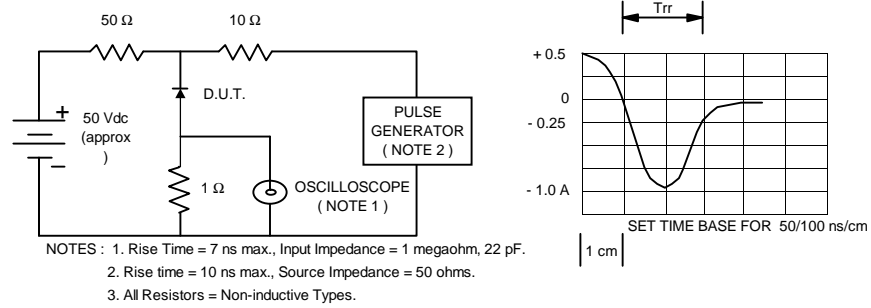 50 Ω
10 Ω
D.U.T.
+
50 Vdc
(approx
)
−
1 Ω
OSCILLOSCOPE
( NOTE 1 )
PULSE
GENERATOR
( NOTE 2 )
Trr
+ 0.5
0
- 0.25
- 1.0 A
SET TIME BASE FOR 50/100 ns/cm
1 cm
NOTES : 1. Rise Time = 7 ns max., Input Impedance = 1 megaohm, 22 pF.
2. Rise time = 10 ns max., Source Impedance = 50 ohms.
3. All Resistors = Non-inductive Types.